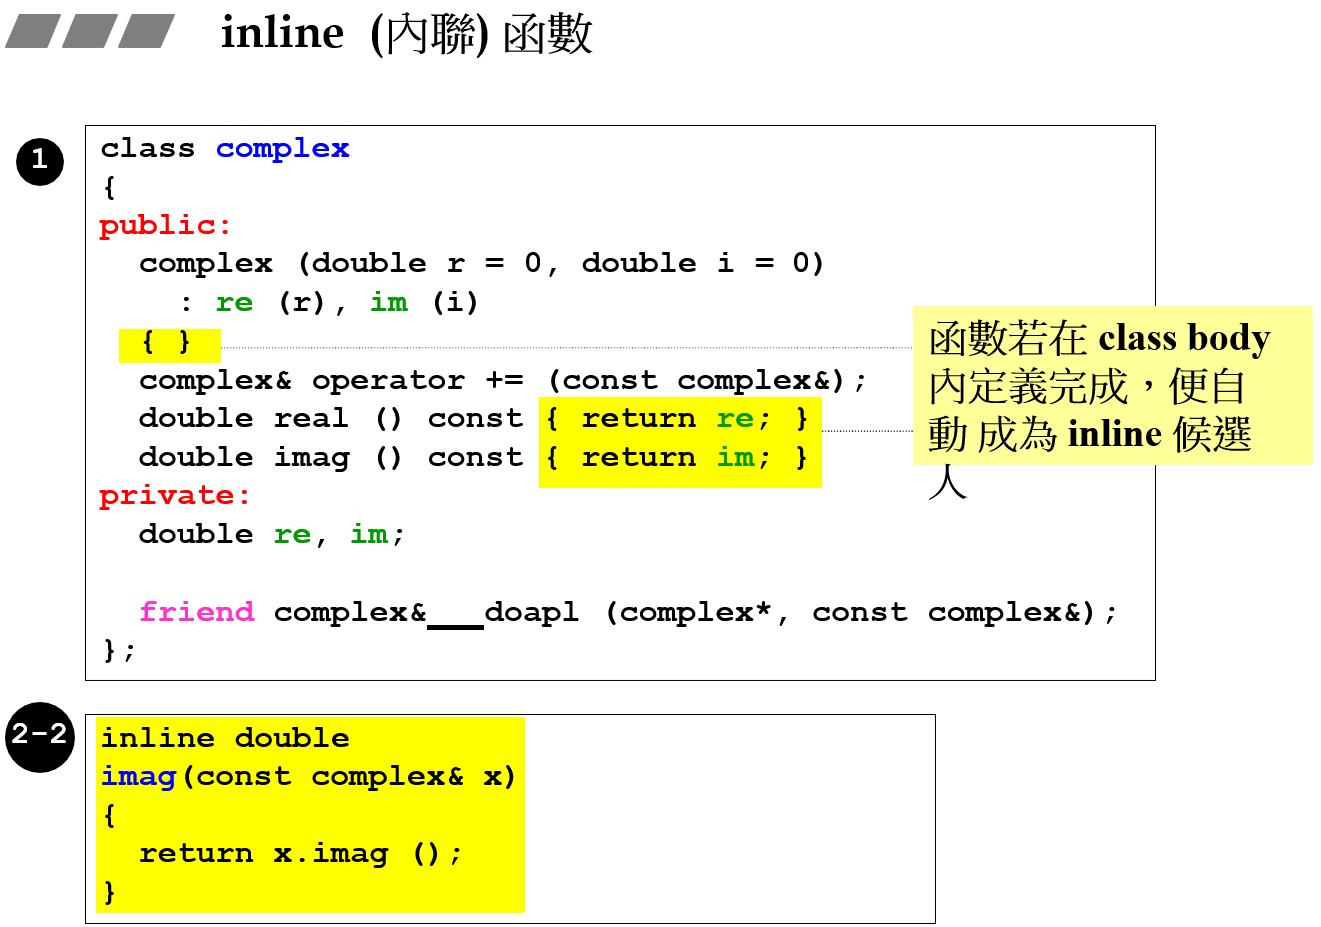 inline (內聯) 函數
1
class complex
{
public:
complex (double r = 0, double i = 0)
: re (r), im (i)
{ }
complex& operator += (const complex&);
double real () const { return re; }
double imag () const { return im; }
private:
double re, im;
friend complex&___doapl (complex*, const complex&);
};
函數若在 class body
內定義完成，便自
動 成為 inline 候選
人
2-2
inline double
imag(const complex& x)
{
return x.imag ();
}